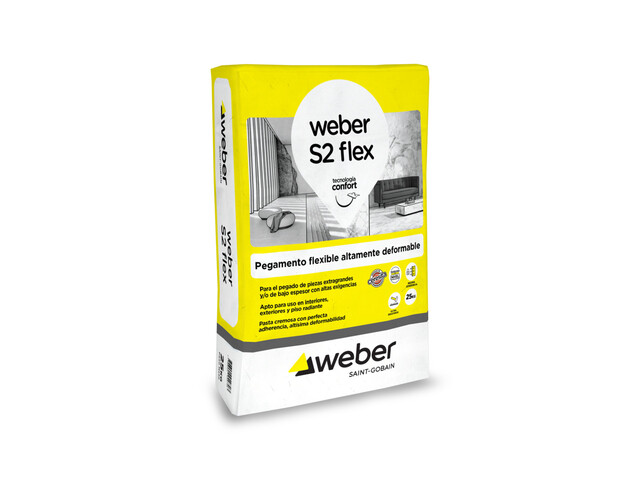 weber
S2 flex
tecnología
confort
Pegamento flexible altamente deformable
Para el pegado de piezas extragrandes
y/o de bajo espesor con altas exigencias
Apto para uso en interiores,
exteriores y piso radiante
Pasta cremosa con perfecta
adherencia, altísima deformabilidad
25KG
weber
SAINT-GOBAIN
weber
weber
S2 flex